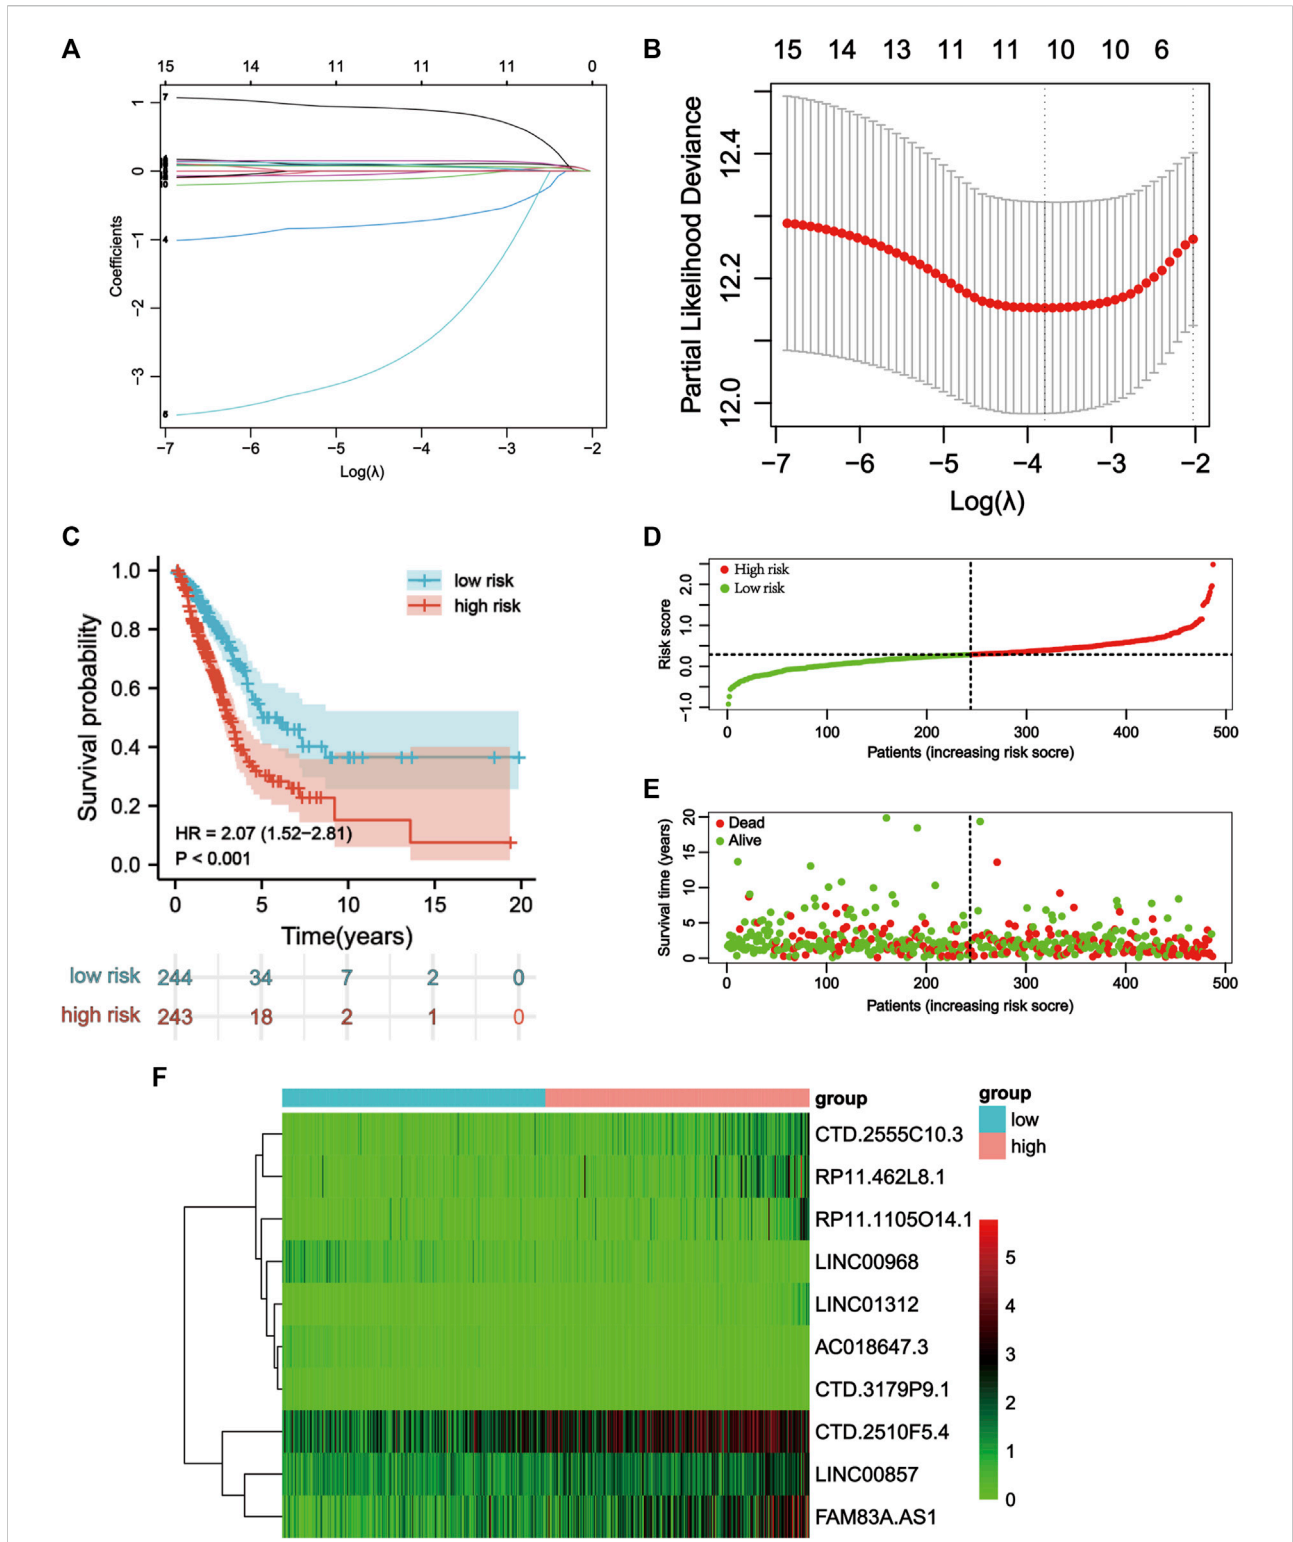 A
15 14 11 11 11 0
Coefficients
1
0
-1
-2
-3
7
4
5
10
-7 -6 -5 -4 -3 -2
Log(λ)
B
15 14 13 11 11 10 10 6
Partial Likelihood Deviance
12.4
12.2
12.0
-7 -6 -5 -4 -3 -2
Log(λ)
C
Survival probability
1.0
0.8
0.6
0.4
0.2
0.0
low risk
high risk
HR = 2.07 (1.52-2.81)
P < 0.001
0 5 10 15 20
Time(years)
low risk 244 34 7 2 0
high risk 243 18 2 1 0
D
High risk
Low risk
Risk score
2.0
1.0
0.0
-1.0
0 100 200 300 400 500
Patients (increasing risk socre)
E
Dead
Alive
Survival time (years)
20
15
10
5
0
0 100 200 300 400 500
Patients (increasing risk socre)
F
group
CTD.2555C10.3
RP11.462L8.1
RP11.1105O14.1
LINC00968
LINC01312
AC018647.3
CTD.3179P9.1
CTD.2510F5.4
LINC00857
FAM83A.AS1
group
low
high
5
4
3
2
1
0